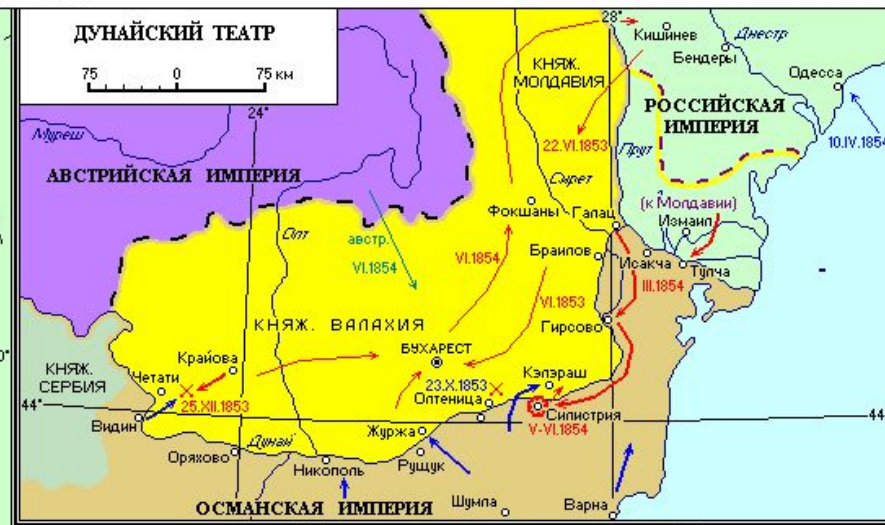 ДУНАЙСКИЙ ТЕАТР
75 0 75 км
28°
Кишинев
Днестр
Бендеры
Одесса
КНЯЖ.
МОЛДАВИЯ
24°
РОССИЙСКАЯ
ИМПЕРИЯ
Муреш
22.VI.1853
Прут
10.IV.1854
АВСТРИЙСКАЯ ИМПЕРИЯ
Сырет
(к Молдавии)
Измаил
Фокшаны
Галац
Олт
австр.
VI.1854
VI.1854
Браилов
Исакча
Тулча
III.1854
VI.1853
КНЯЖ. ВАЛАХИЯ
Гирсово
БУХАРЕСТ
КНЯЖ.
СЕРБИЯ
Крайова
Четати
Кэлэраш
23.X.1853
Олтеница
25.XII.1853
44°
44
Видин
Силистрия
V-VI.1854
Журжа
Дунай
Оряхово
Никополь
Рущук
ОСМАНСКАЯ ИМПЕРИЯ
Шумла
Варна